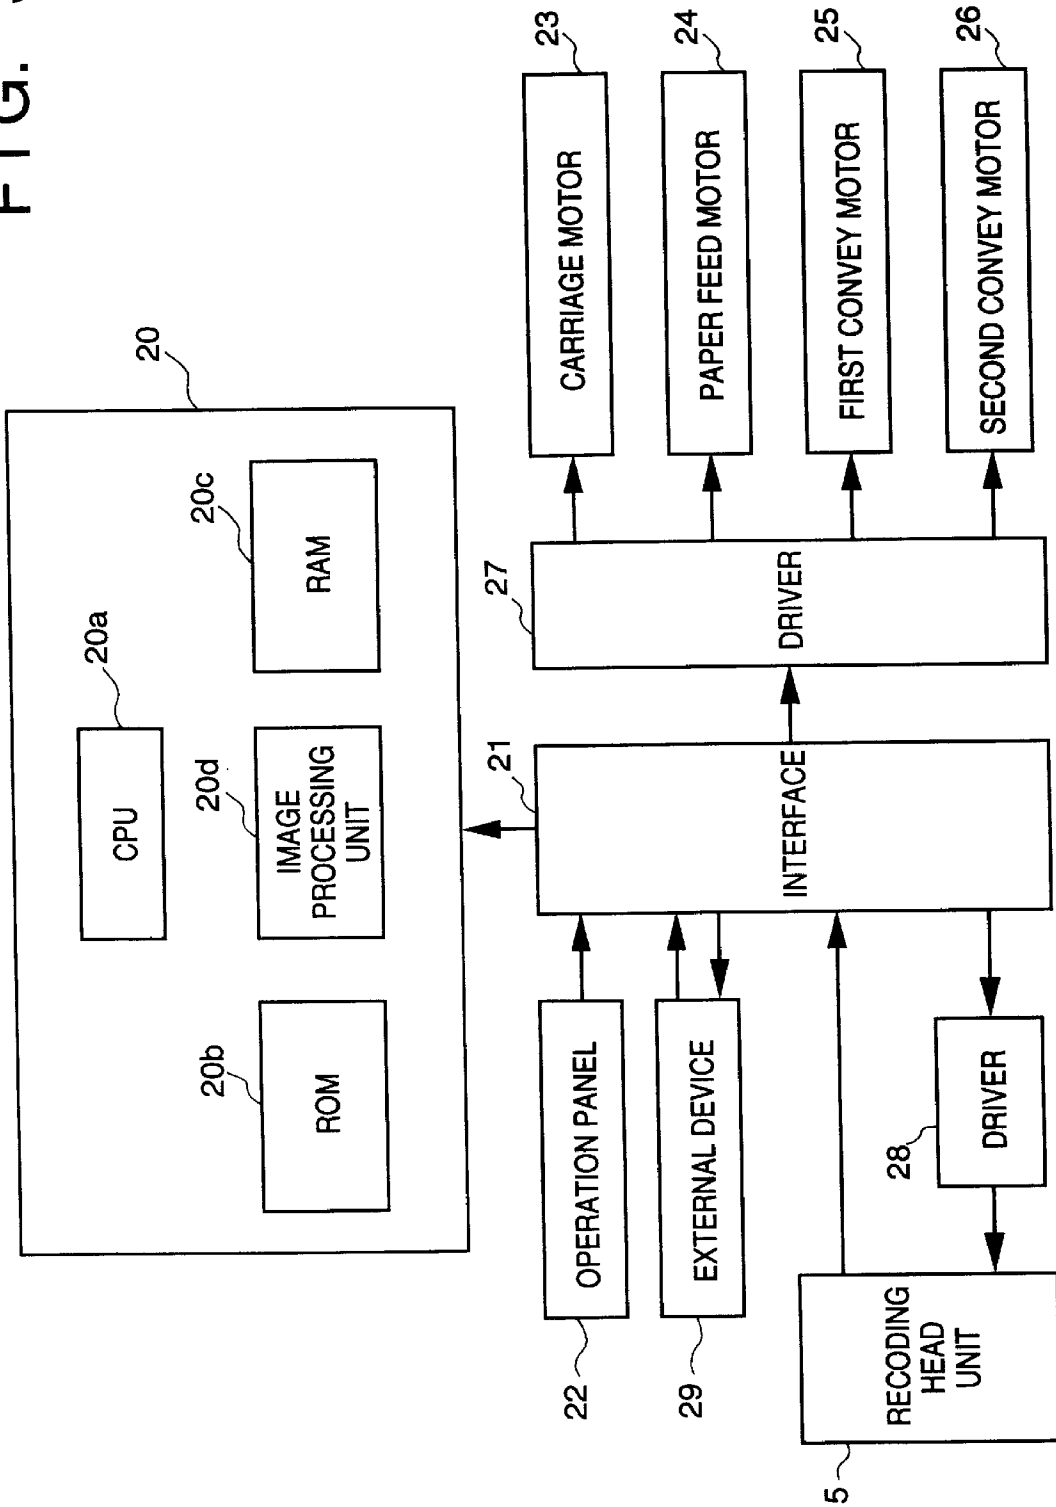 FIG.
20
20a
CPU
20b
ROM
20d
IMAGE
PROCESSING
UNIT
20c
RAM
22
OPERATION PANEL
21
INTERFACE
27
DRIVER
CARRIAGE MOTOR
23
29
EXTERNAL DEVICE
PAPER FEED MOTOR
24
FIRST CONVEY MOTOR
25
5
RECODING
HEAD
UNIT
28
DRIVER
SECOND CONVEY MOTOR
26